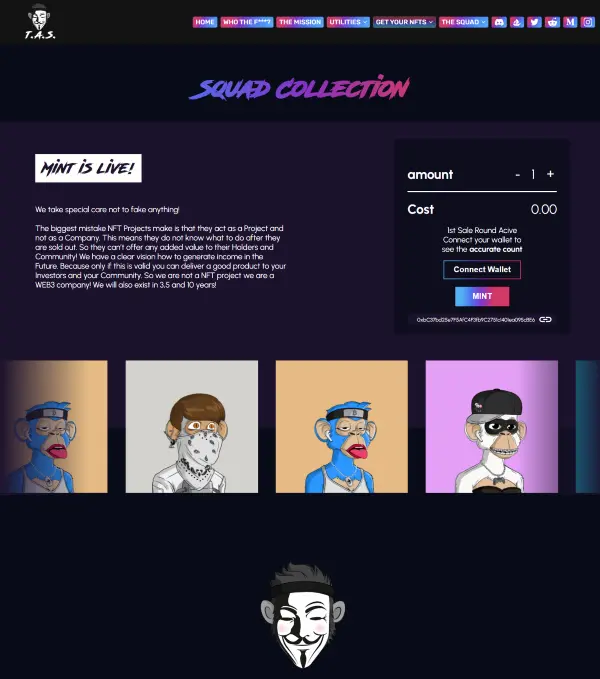 T.A.S.
HOME WHO THE F***? THE MISSION UTILITIES GET YOUR NFTS THE SQUAD
SQUAD COLLECTION
MINT IS LIVE!
We take special care not to fake anything!
The biggest mistake NFT Projects make is that they act as a Project and
not as a Company. This means they do not know what to do after they
are sold out. So they can't offer any added value to their Holders and
Community! We have a clear vision how to generate income in the
Future. Because only if this is valid you can deliver a good product to your
Investors and your Community. So we are not a NFT project we are a
WEB3 company! We will also exist in 3,5 and 10 years!
amount - 1 +
Cost 0.00
1st Sale Round Acive
Connect your wallet to
see the accurate count
Connect Wallet
MINT